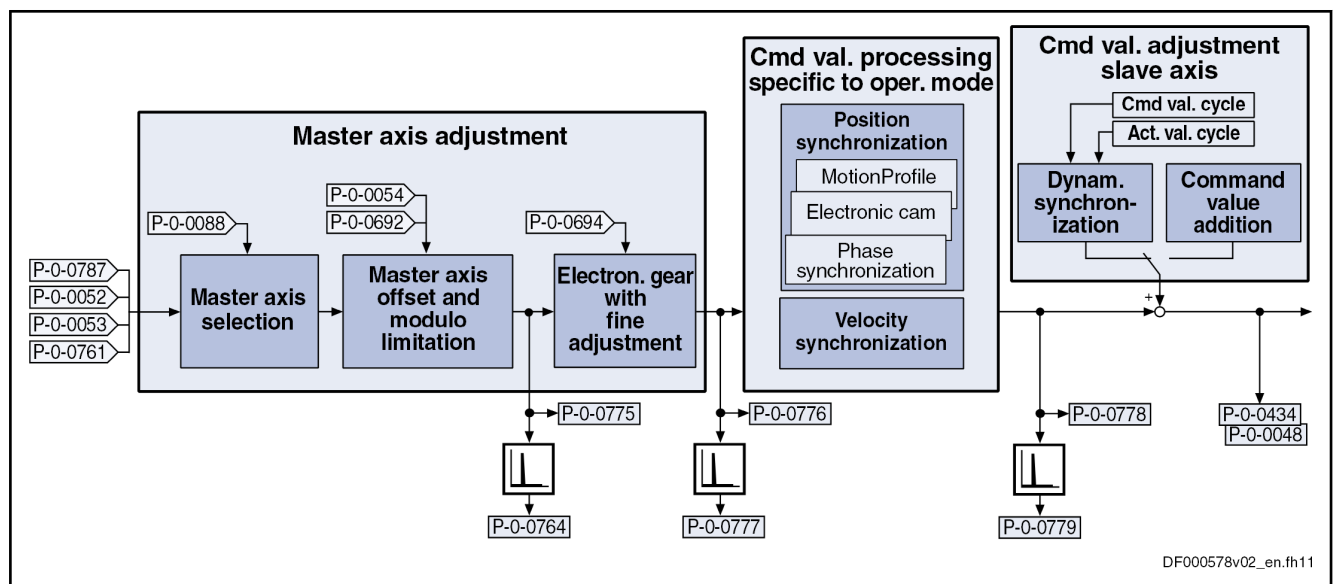 Master axis adjustment
P-0-0787
P-0-0052
P-0-0053
P-0-0761
P-0-0088
Master axis
selection
P-0-0054
P-0-0692
Master axis
offset and
modulo
limitation
P-0-0694
Electron. gear
with
fine
adjustment
P-0-0775
P-0-0764
P-0-0776
P-0-0777
Cmd val. processing
specific to oper. mode
Position
synchronization
MotionProfile
Electronic cam
Phase
synchronization
Velocity
synchronization
P-0-0778
P-0-0779
Cmd val. adjustment
slave axis
Cmd val. cycle
Act. val. cycle
Dynam.
synchron-
ization
Command
value
addition
+
P-0-0434
P-0-0048
DF000578v02_en.fh11